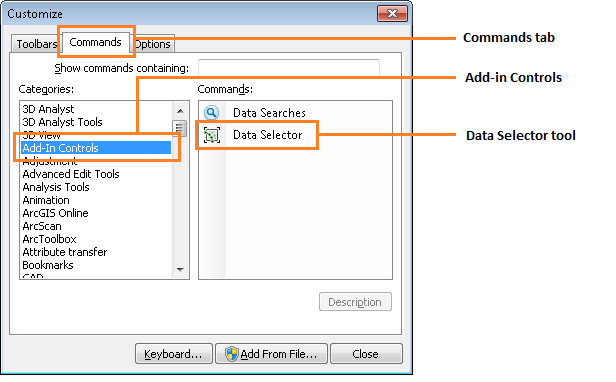 Customize
Toolbars Commands Options
Commands tab
Show commands containing:
Categories: Commands:
Add-in Controls
3D Analyst
3D Analyst Tools
3D View
Add-In Controls
Adjustment
Advanced Edit Tools
Analysis Tools
Animation
ArcGIS Online
ArcScan
ArcToolbox
Attribute transfer
Bookmarks
CAD
Data Searches
Data Selector
Data Selector tool
Description
Keyboard... Add From File... Close